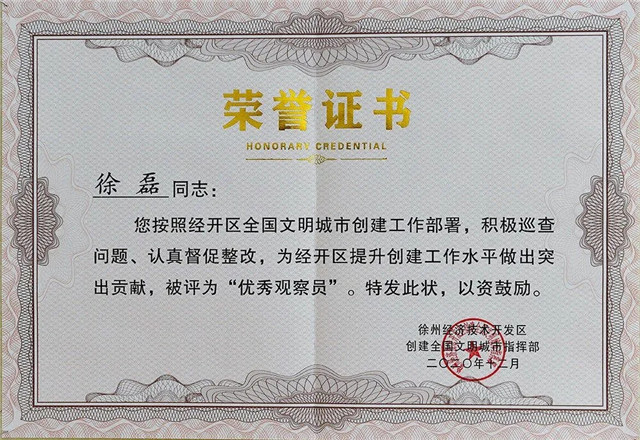 荣誉证书
HONORARY CREDENTIAL
徐磊同志：
您按照经开区全国文明城市创建工作部署，积极巡查
问题、认真督促整改，为经开区提升创建工作水平做出突
出贡献，被评为“优秀观察员”。特发此状，以资鼓励。
徐州经济技术开发区
创建全国文明城市指挥部
二〇二〇年十二月